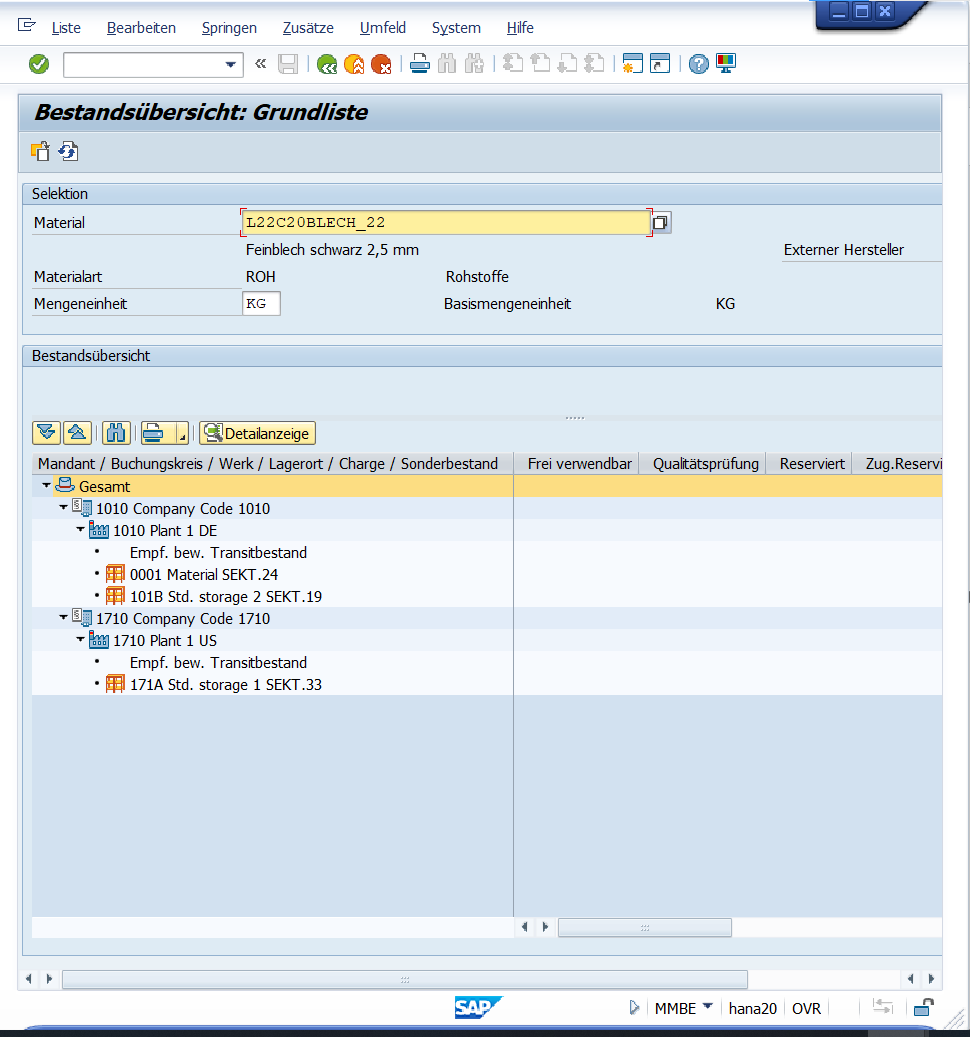 Liste Bearbeiten Springen Zusätze Umfeld System Hilfe
Bestandsübersicht: Grundliste
Selektion
Material L22C20BLECH_22
Feinblech schwarz 2,5 mm Externer Hersteller
Materialart ROH Rohstoffe
Mengeneinheit KG Basismengeneinheit KG
Bestandsübersicht
Detailanzeige
Mandant / Buchungskreis / Werk / Lagerort / Charge / Sonderbestand Frei verwendbar Qualitätsprüfung Reserviert Zug.Reservi
Gesamt
1010 Company Code 1010
1010 Plant 1 DE
Empf. bew. Transitbestand
0001 Material SEKT.24
101B Std. storage 2 SEKT.19
1710 Company Code 1710
1710 Plant 1 US
Empf. bew. Transitbestand
171A Std. storage 1 SEKT.33
SAP MMBE hana20 OVR